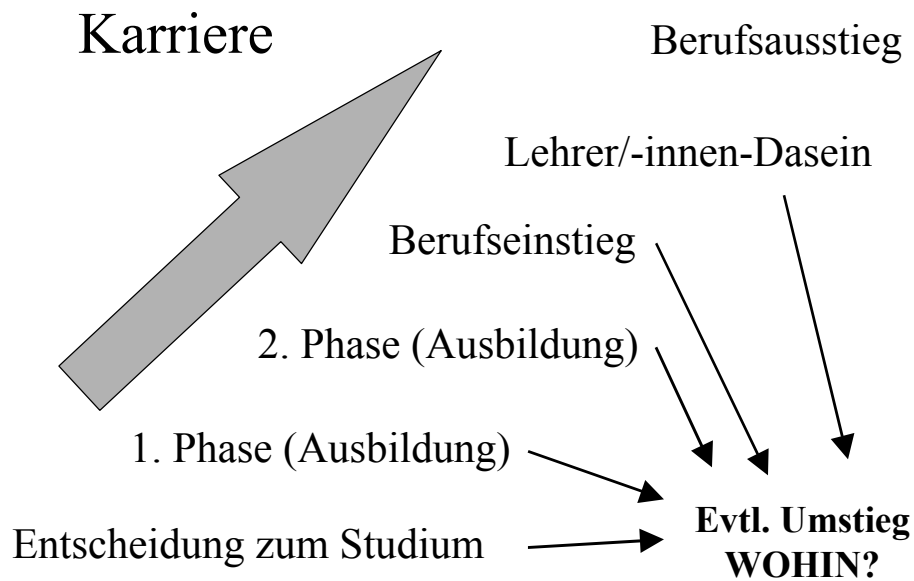 Karriere
Berufsausstieg
Lehrer/-innen-Dasein
Berufseinstieg
2. Phase (Ausbildung)
1. Phase (Ausbildung)
Entscheidung zum Studium
Evtl. Umstieg
WOHIN?